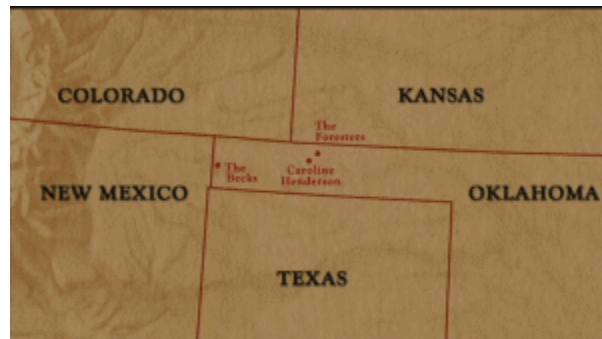 COLORADO
KANSAS
The
Foresters
The
Becks
Caroline
Henderson
NEW MEXICO
OKLAHOMA
TEXAS